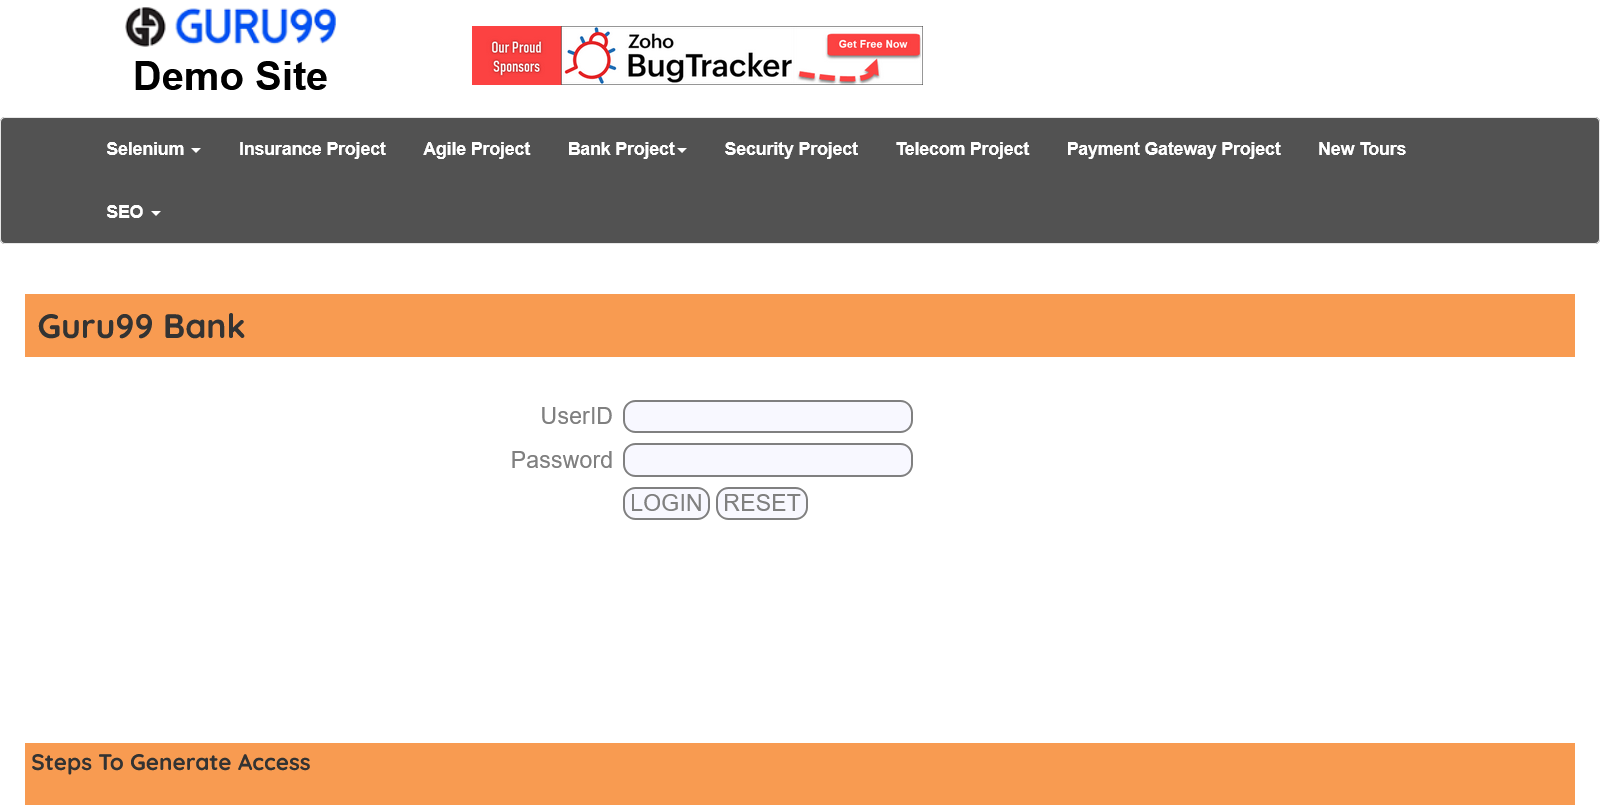 GURU99
Demo Site
Our Proud
Sponsors
Zoho
BugTracker
Get Free Now
Selenium Insurance Project Agile Project Bank Project Security Project Telecom Project Payment Gateway Project New Tours
SEO
Guru99 Bank
UserID
Password
LOGIN RESET
Steps To Generate Access